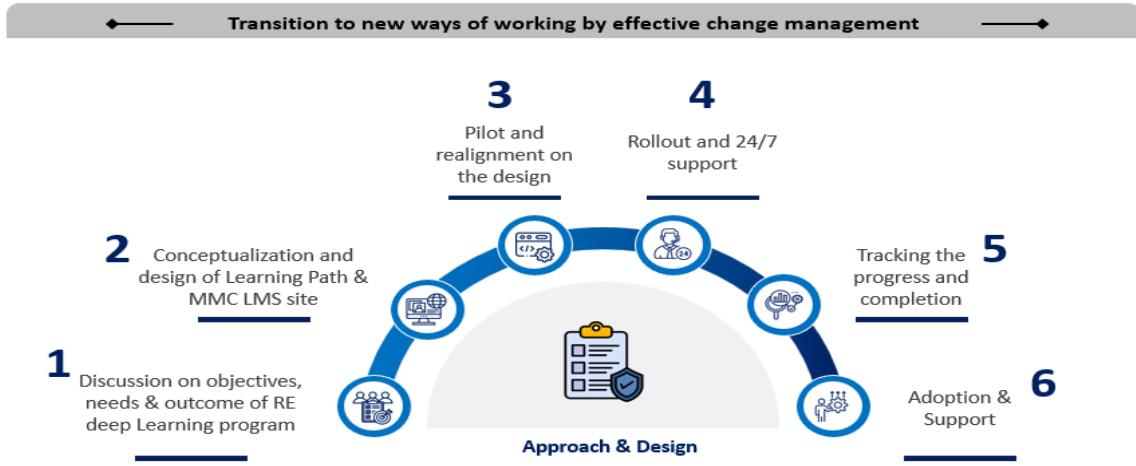 Transition to new ways of working by effective change management
1
Discussion on objectives,
needs & outcome of RE
deep Learning program
2
Conceptualization and
design of Learning Path &
MMC LMS site
3
Pilot and
realignment on
the design
4
Rollout and 24/7
support
24
5
Tracking the
progress and
completion
6
Adoption &
Support
Approach & Design